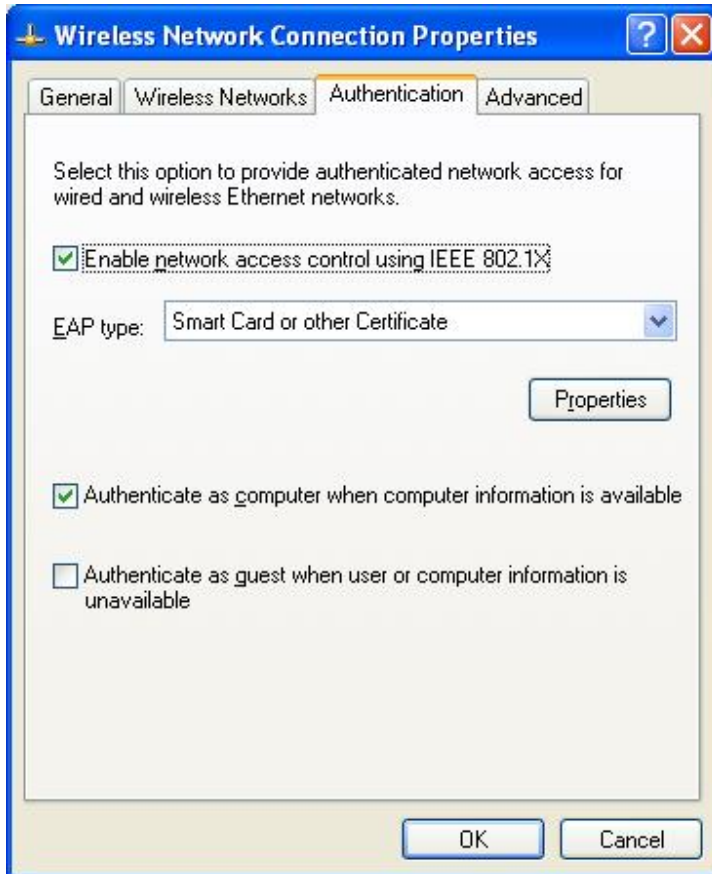 Wireless Network Connection Properties
General Wireless Networks Authentication Advanced
Select this option to provide authenticated network access for
wired and wireless Ethernet networks.
Enable network access control using IEEE 802.1X
EAP type: Smart Card or other Certificate
Properties
Authenticate as computer when computer information is available
Authenticate as guest when user or computer information is
unavailable
OK Cancel